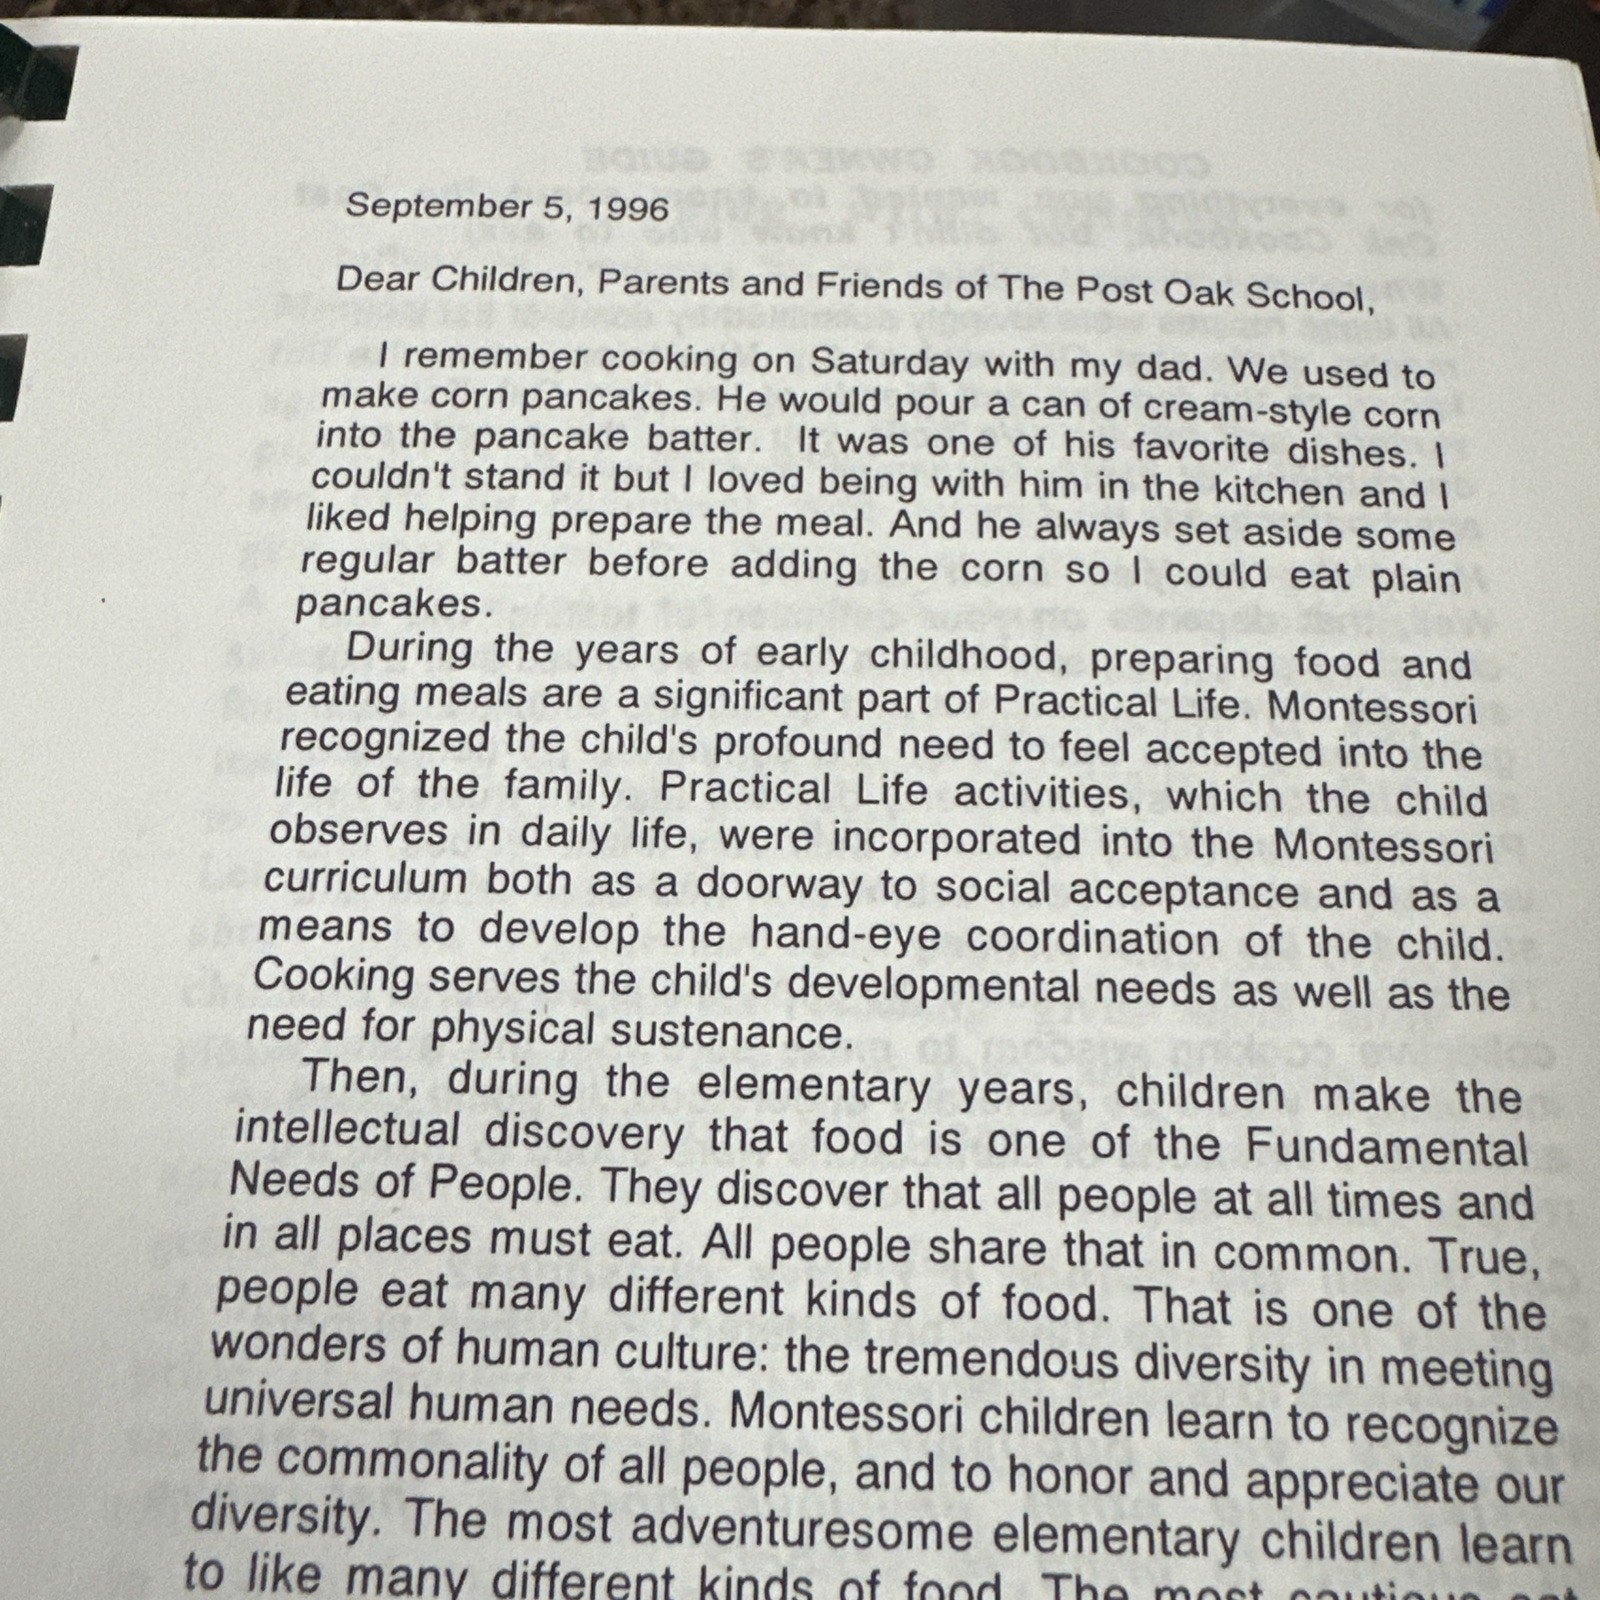 September 5, 1996
Dear Children, Parents and Friends of The Post Oak School,
I remember cooking on Saturday with my dad. We used to
make corn pancakes. He would pour a can of cream-style corn
into the pancake batter. It was one of his favorite dishes. I
couldn't stand it but I loved being with him in the kitchen and I
liked helping prepare the meal. And he always set aside some
regular batter before adding the corn so I could eat plain
pancakes.
During the years of early childhood, preparing food and
eating meals are a significant part of Practical Life. Montessori
recognized the child's profound need to feel accepted into the
life of the family. Practical Life activities, which the child
observes in daily life, were incorporated into the Montessori
curriculum both as a doorway to social acceptance and as a
means to develop the hand-eye coordination of the child.
Cooking serves the child's developmental needs as well as the
need for physical sustenance.
Then, during the elementary years, children make the
intellectual discovery that food is one of the Fundamental
Needs of People. They discover that all people at all times and
in all places must eat. All people share that in common. True,
people eat many different kinds of food. That is one of the
wonders of human culture: the tremendous diversity in meeting
universal human needs. Montessori children learn to recognize
the commonality of all people, and to honor and appreciate our
diversity. The most adventuresome elementary children learn
to like many different kinds of food. The most cautious